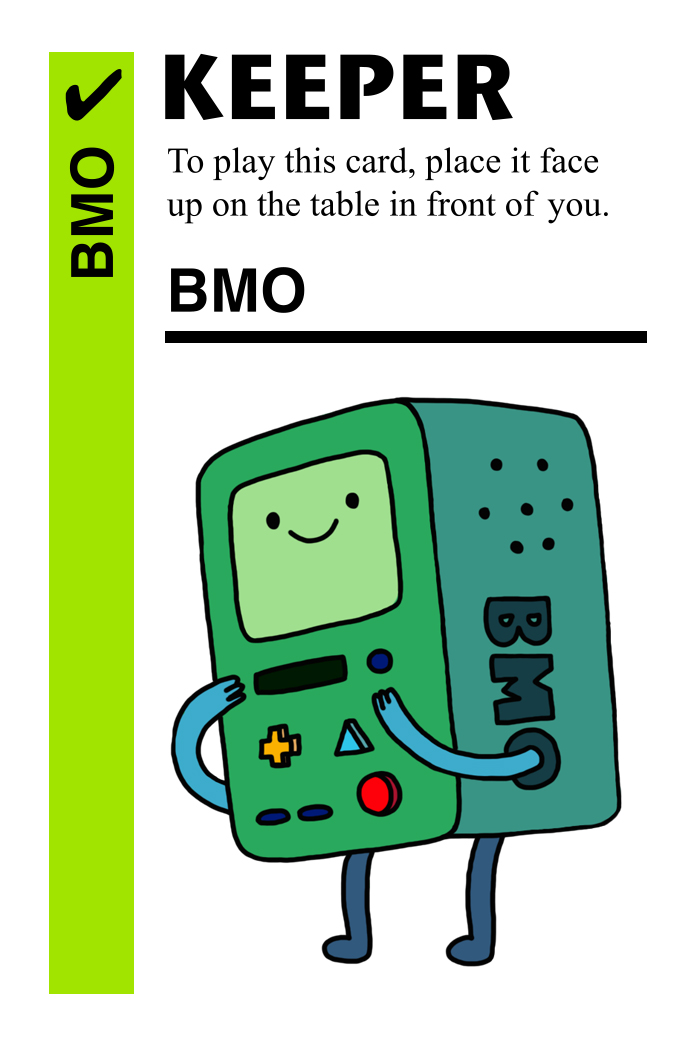 ✔ BMO
KEEPER
To play this card, place it face
up on the table in front of you.
BMO
BMO